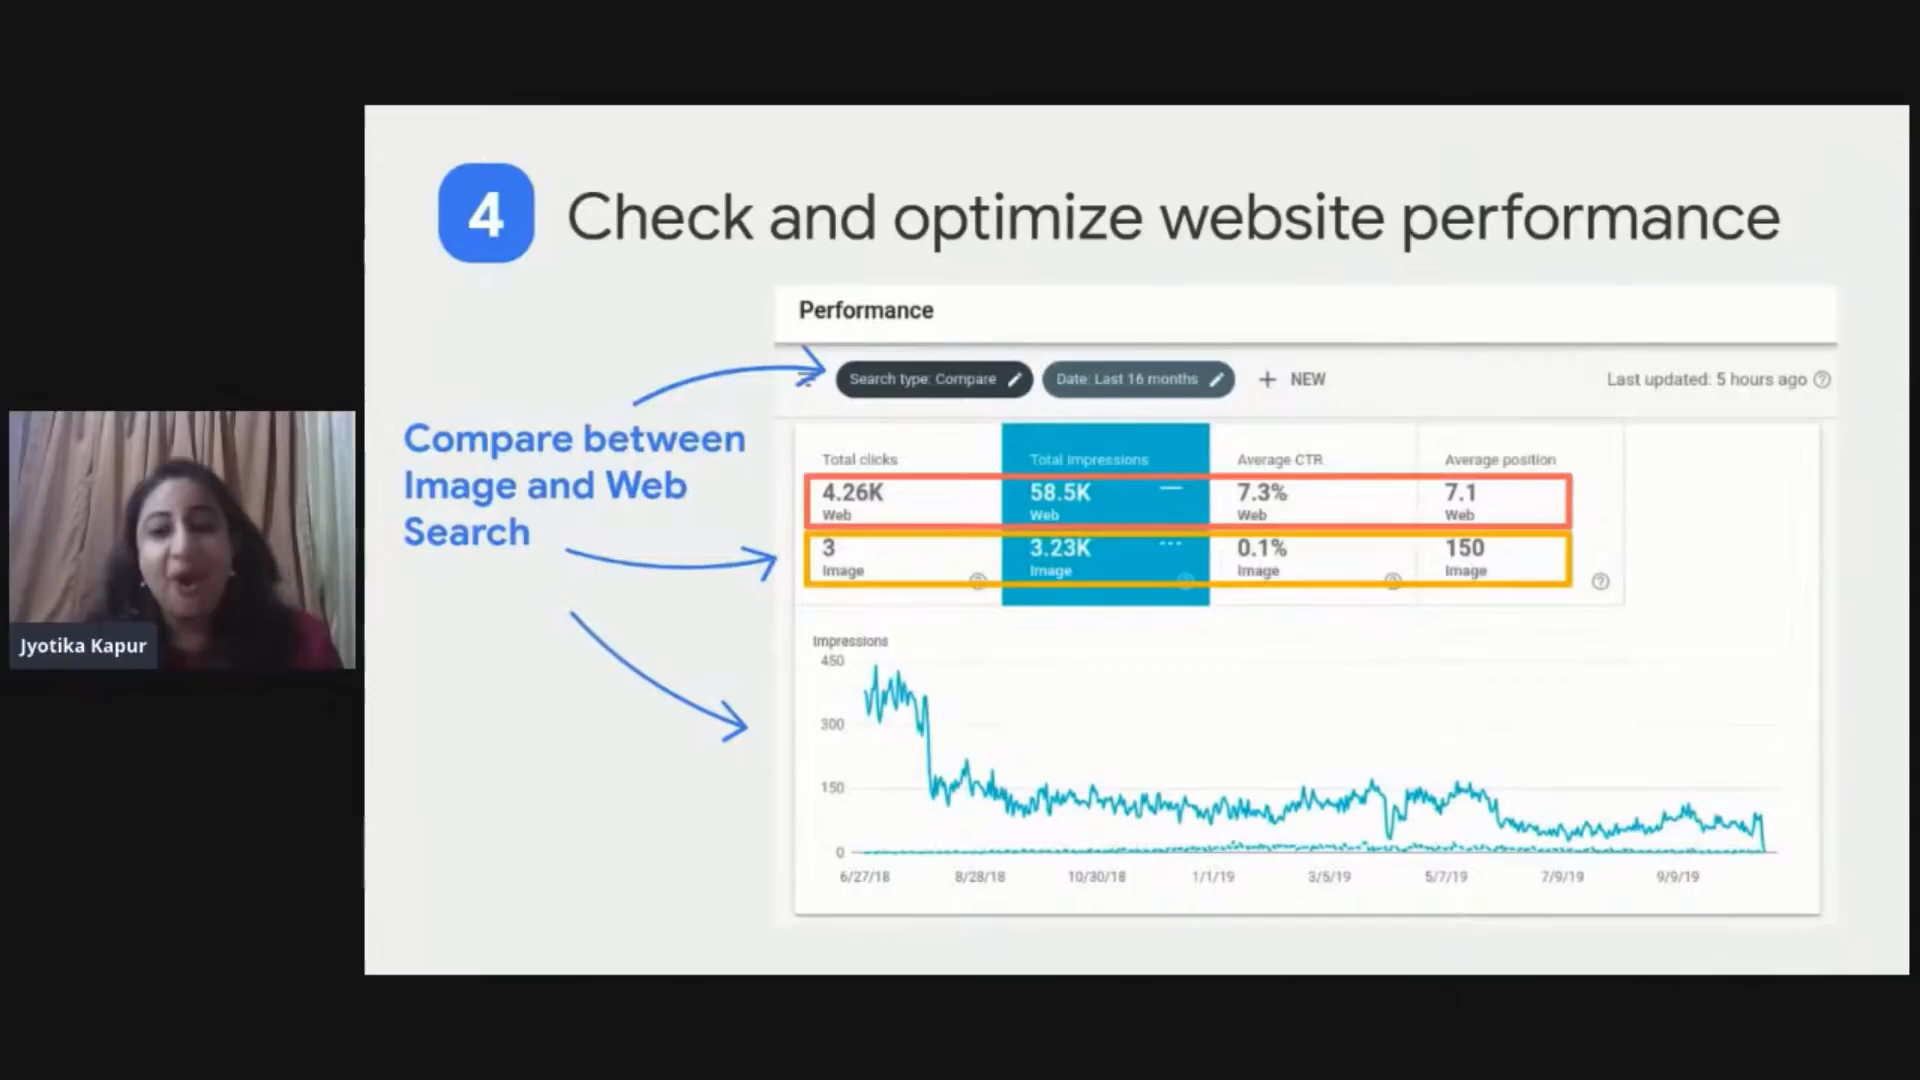 4 Check and optimize website performance
Performance
Search type: Compare
Date: Last 16 months
+ NEW
Last updated: 5 hours ago
Compare between
Image and Web
Search
Total clicks
4.26K
Web
3
Image
Total Impressions
58.5K
Web
3.23K
Image
Average CTR
7.3%
Web
0.1%
Image
Average position
7.1
Web
150
Image
Impressions
450
300
150
0
6/27/18 8/28/18 10/30/18 1/1/19 3/5/19 5/7/19 7/9/19 9/9/19
Jyotika Kapur